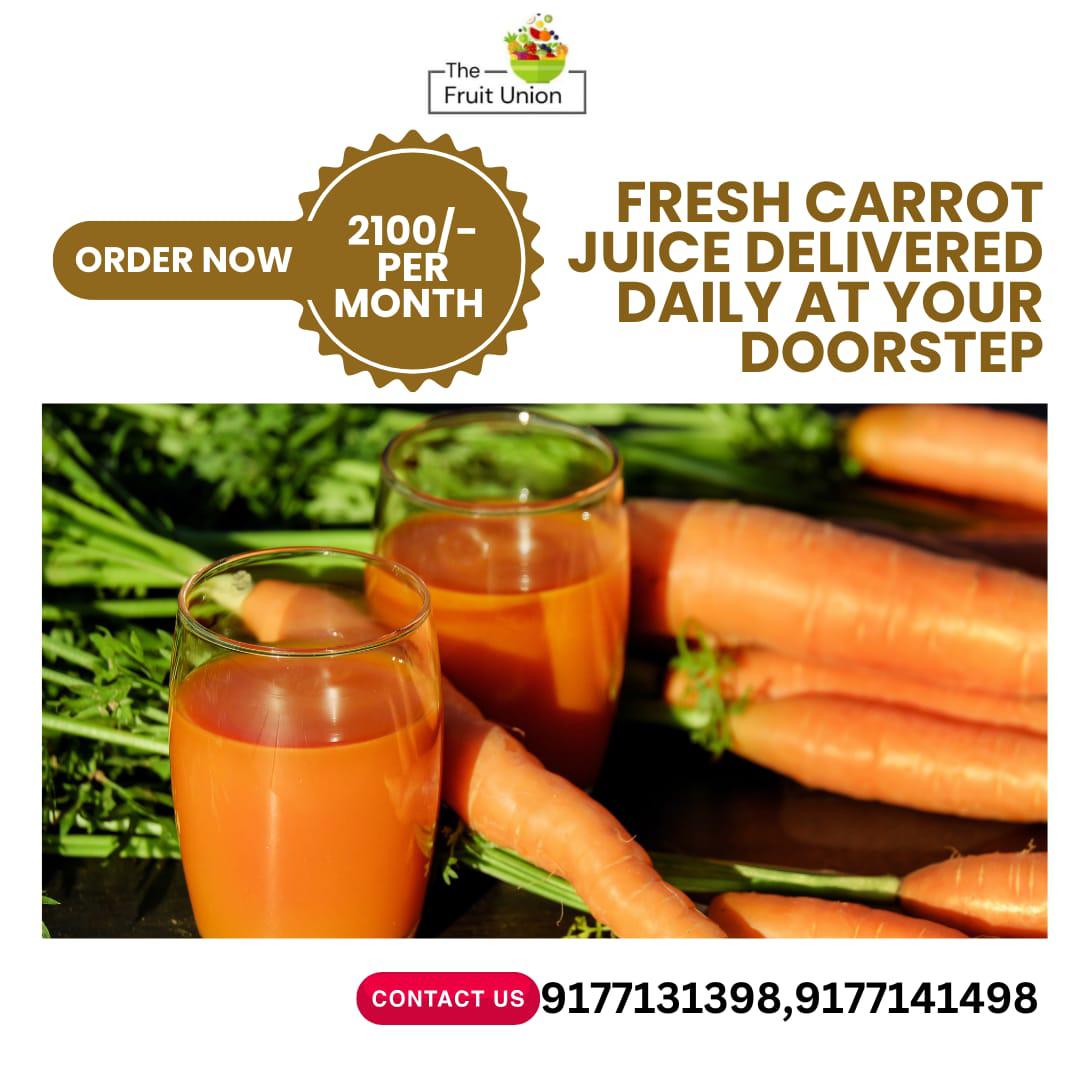 The
Fruit Union
ORDER NOW
2100/-
PER
MONTH
FRESH CARROT
JUICE DELIVERED
DAILY AT YOUR
DOORSTEP
CONTACT US
9177131398,9177141498